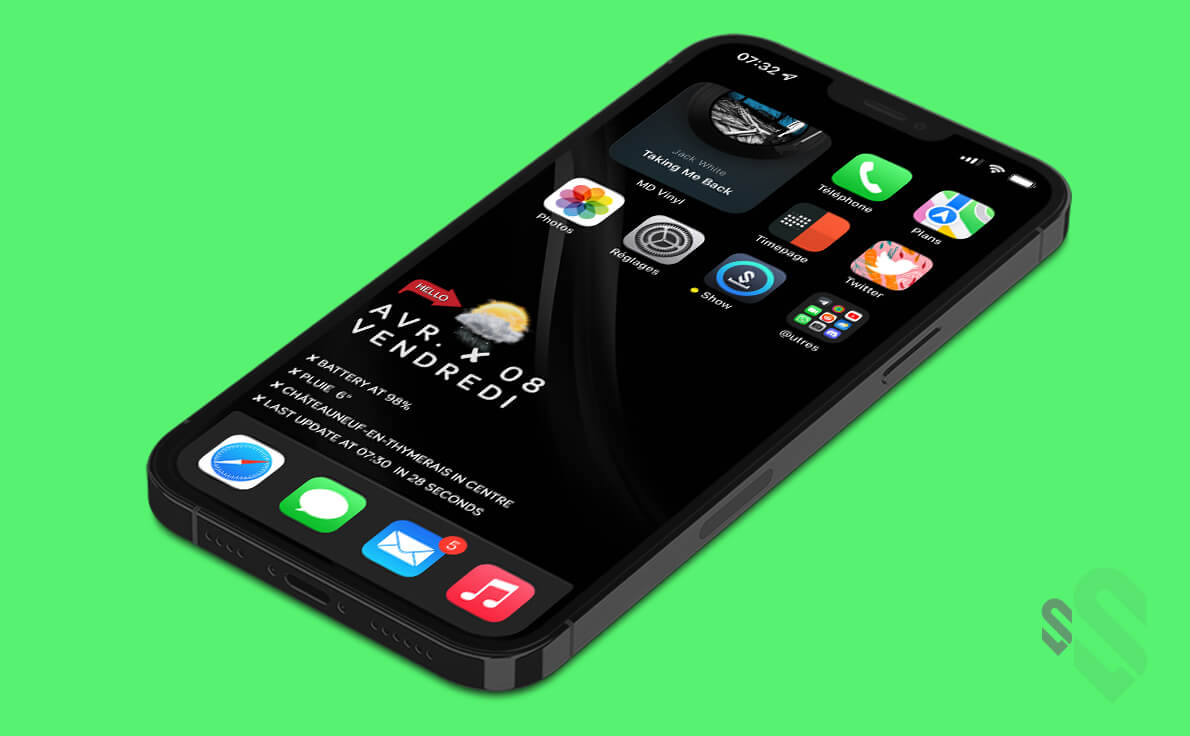 07:32
Jack White
Taking Me Back
MD Vinyl
Téléphone
Plans
Photos
Réglages
Timepage
Twitter
Show
@utres
HELLO
AVR. ✘ 08
VENDREDI
✘ BATTERY AT 98%
✘ PLUIE 6°
✘ CHÂTEAUNEUF-EN-THYMERAIS IN CENTRE
✘ LAST UPDATE AT 07:30 IN 28 SECONDS
5